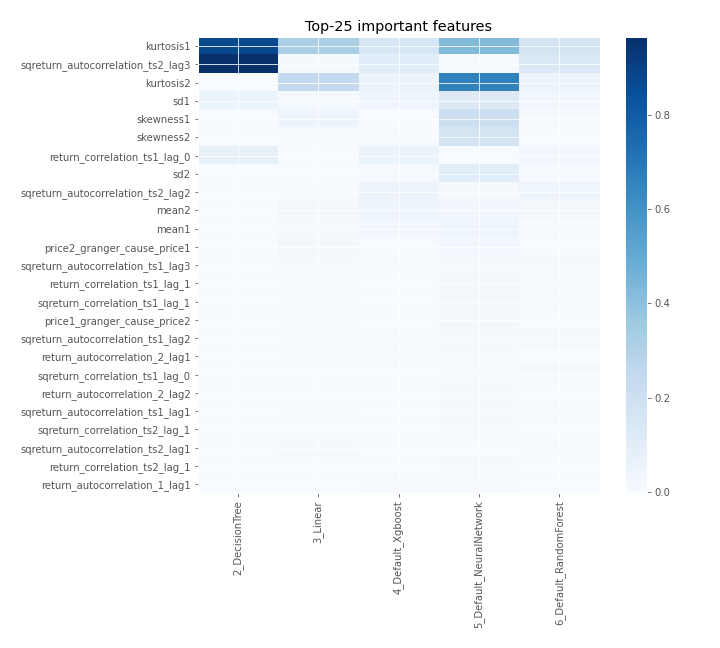 Top-25 important features
kurtosis1
sqreturn_autocorrelation_ts2_lag3
kurtosis2
sd1
skewness1
skewness2
return_correlation_ts1_lag_0
sd2
sqreturn_autocorrelation_ts2_lag2
mean2
mean1
price2_granger_cause_price1
sqreturn_autocorrelation_ts1_lag3
return_correlation_ts1_lag_1
sqreturn_correlation_ts1_lag_1
price1_granger_cause_price2
sqreturn_autocorrelation_ts1_lag2
return_autocorrelation_2_lag1
sqreturn_correlation_ts1_lag_0
return_autocorrelation_2_lag2
sqreturn_autocorrelation_ts1_lag1
sqreturn_correlation_ts2_lag_1
sqreturn_autocorrelation_ts2_lag1
return_correlation_ts2_lag_1
return_autocorrelation_1_lag1
2_DecisionTree
3_Linear
4_Default_Xgboost
5_Default_NeuralNetwork
6_Default_RandomForest
0.8
0.6
0.4
0.2
0.0